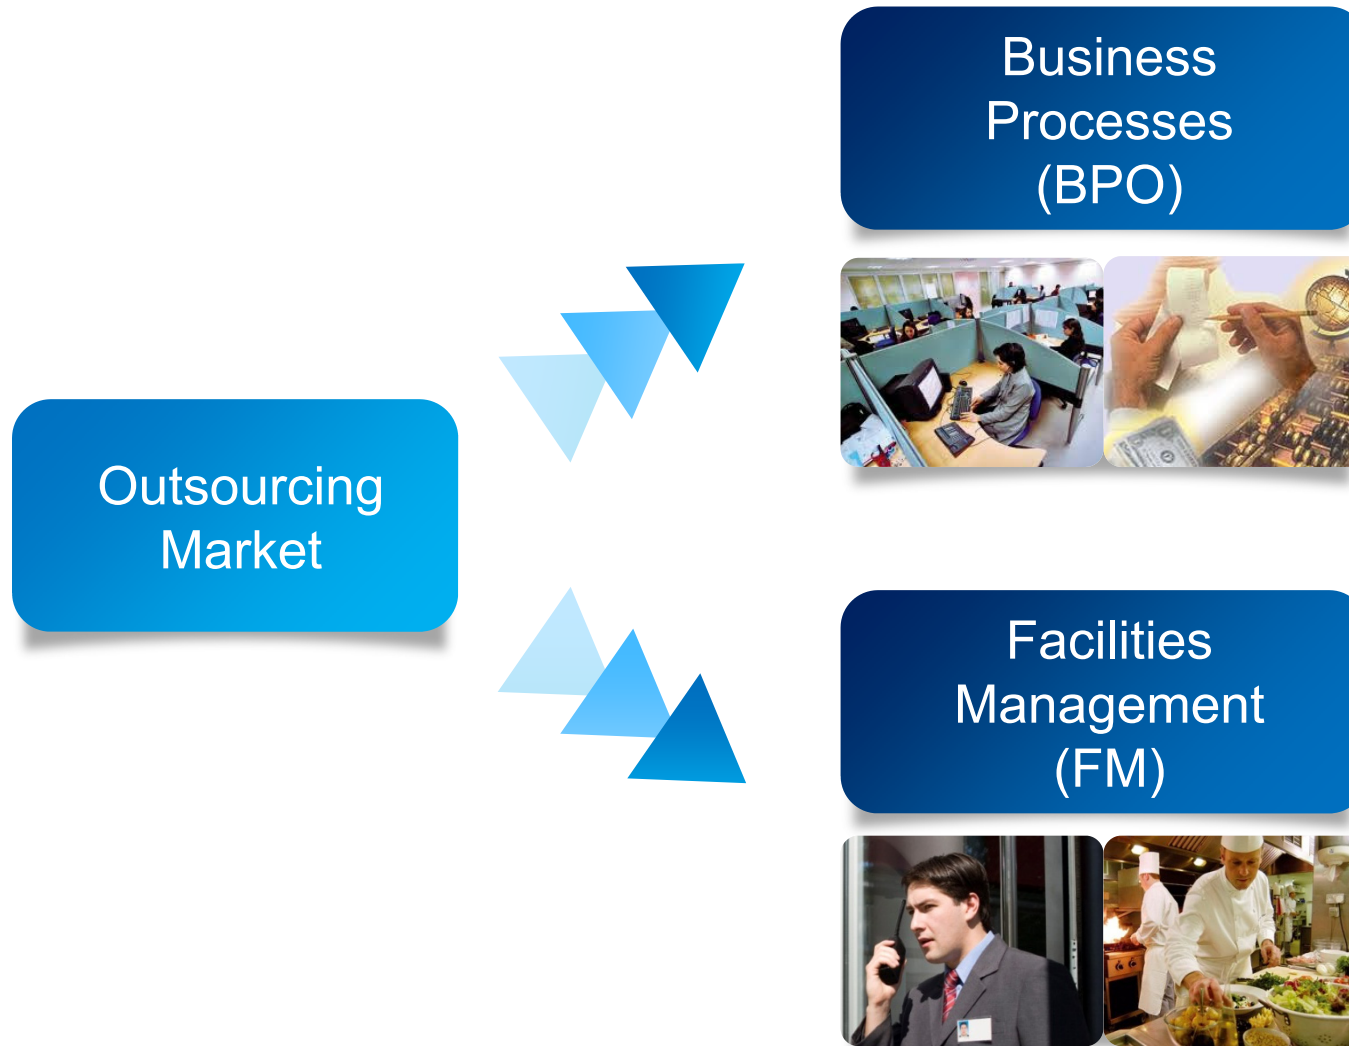 Business
Processes
(BPO)
Outsourcing
Market
Facilities
Management
(FM)